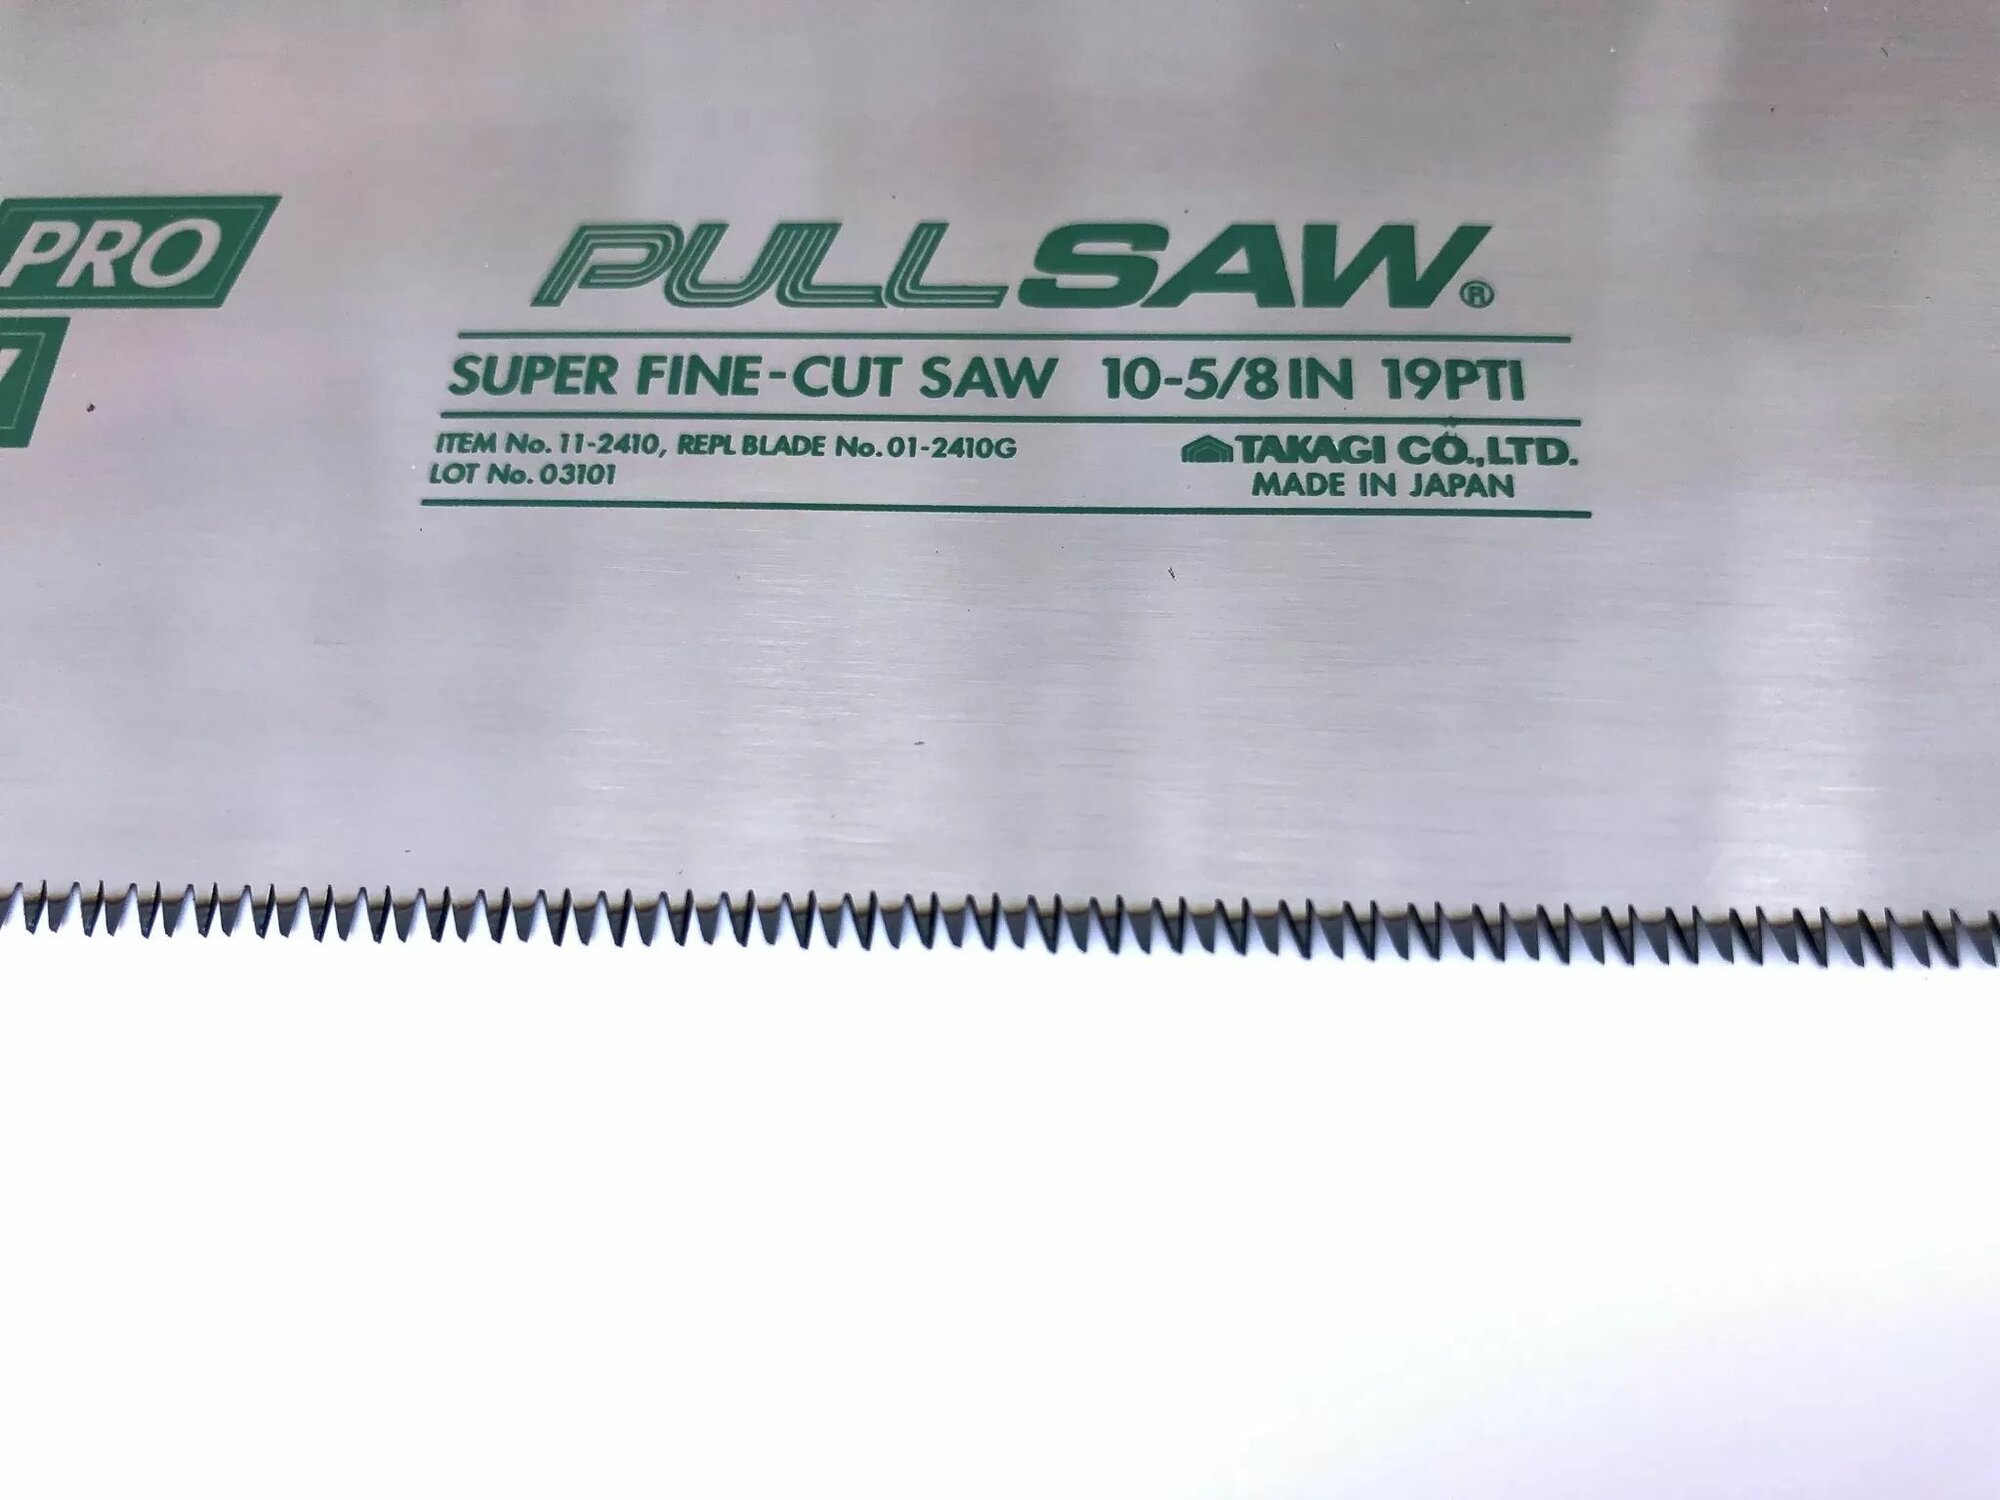 PRO
7
PULLSAW®
SUPER FINE-CUT SAW 10-5/8IN 19PTI
ITEM No. 11-2410, REPL BLADE No. 01-2410G
LOT No. 03101
TAKAGI CO.,LTD.
MADE IN JAPAN